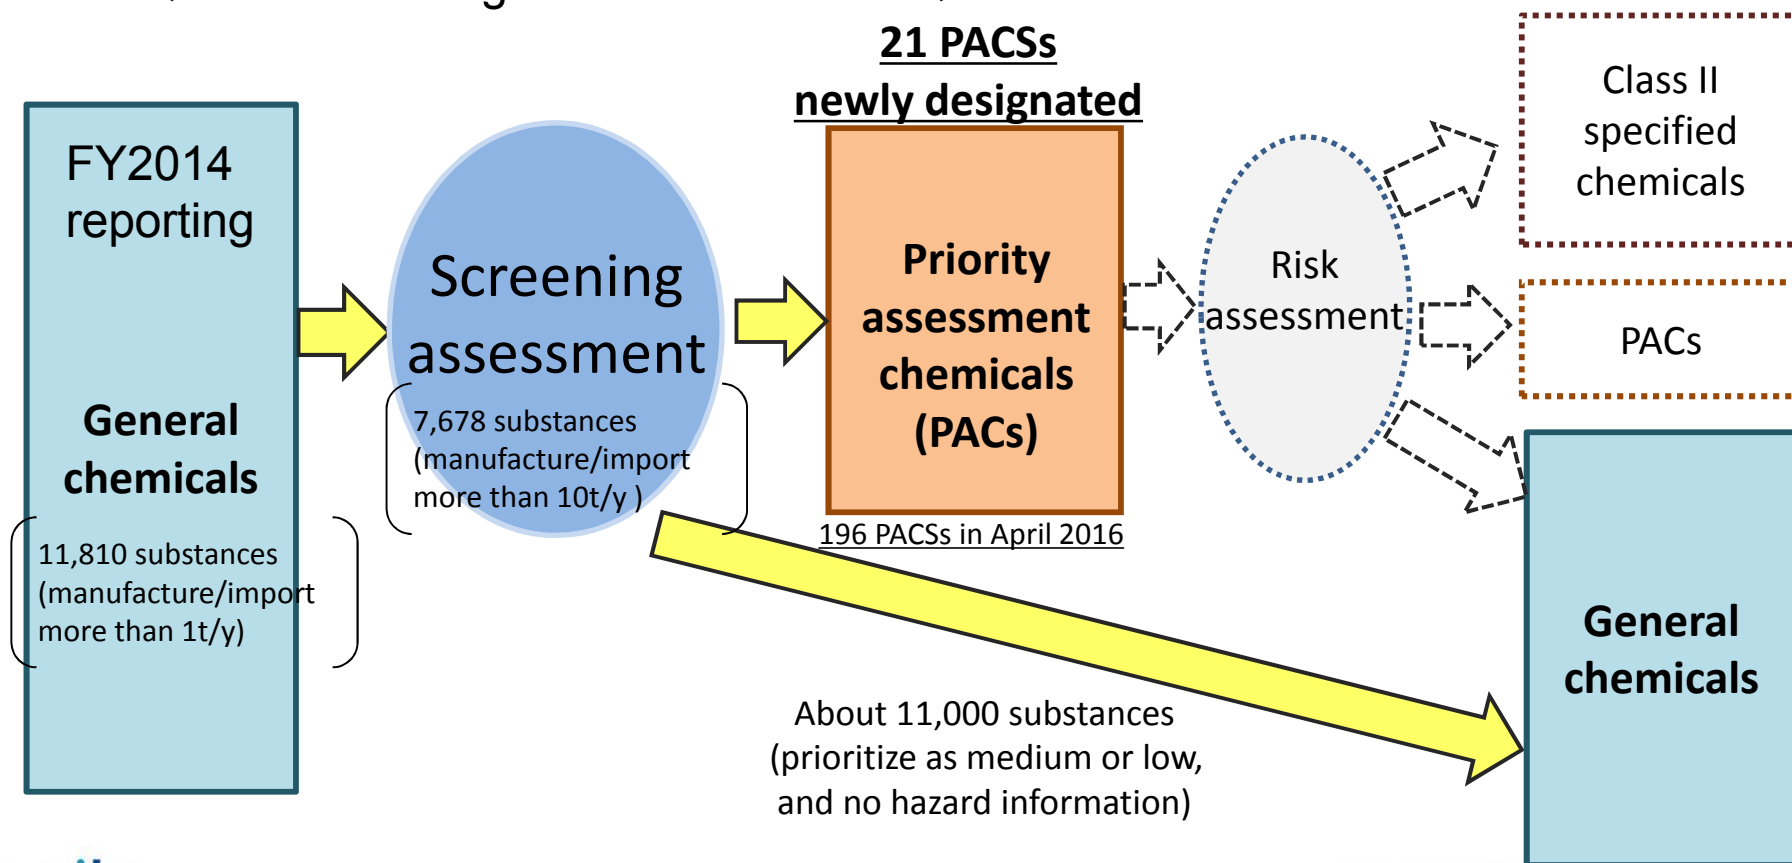 21 PACSs
newly designated
FY2014
reporting
General
chemicals
11,810 substances
(manufacture/import
more than 1t/y)
Screening
assessment
7,678 substances
(manufacture/import
more than 10t/y )
Priority
assessment
chemicals
(PACs)
196 PACSs in April 2016
Risk
assessment
Class II
specified
chemicals
PACs
General
chemicals
About 11,000 substances
(prioritize as medium or low,
and no hazard information)